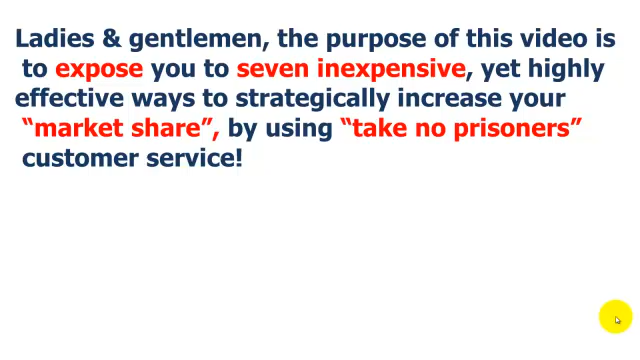 Ladies & gentlemen, the purpose of this video is
to expose you to seven inexpensive, yet highly
effective ways to strategically increase your
“market share”, by using “take no prisoners”
customer service!